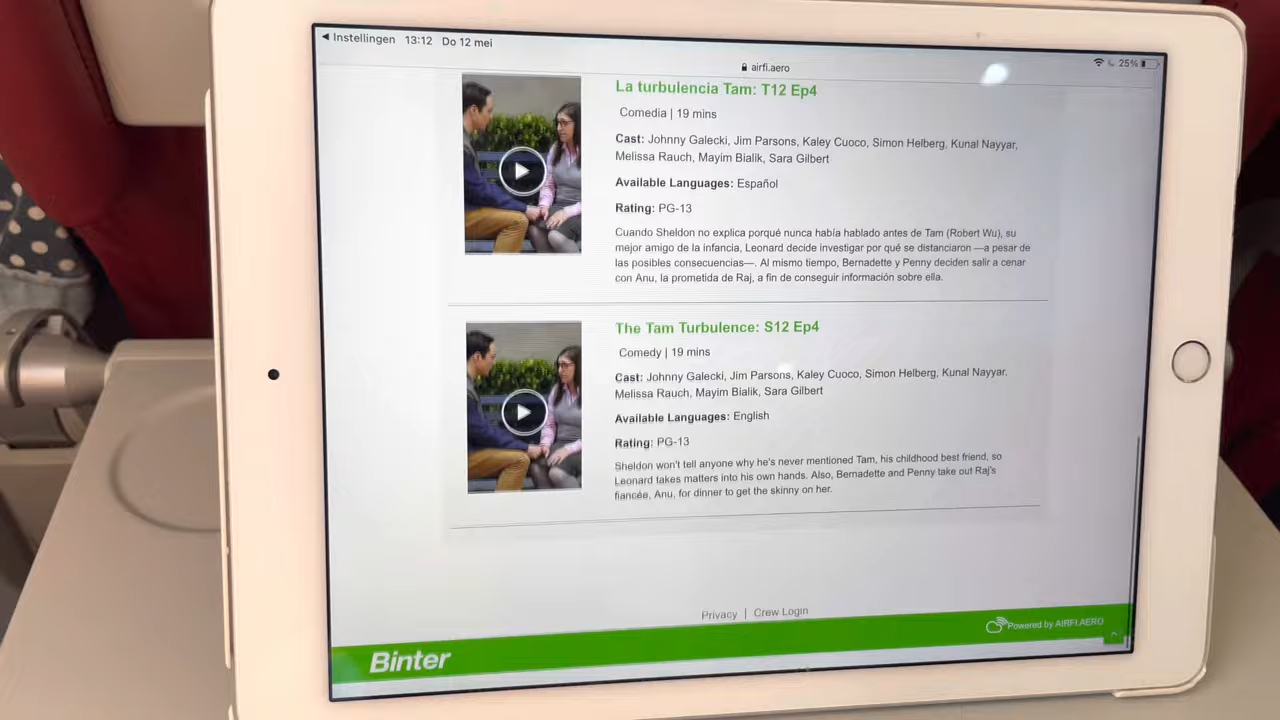 Instellingen 13:12 Do 12 mei
airfi.aero
25%
La turbulencia Tam: T12 Ep4
Comedia | 19 mins
Cast: Johnny Galecki, Jim Parsons, Kaley Cuoco, Simon Helberg, Kunal Nayyar,
Melissa Rauch, Mayim Bialik, Sara Gilbert
Available Languages: Español
Rating: PG-13
Cuando Sheldon no explica porqué nunca había hablado antes de Tam (Robert Wu), su
mejor amigo de la infancia, Leonard decide investigar por qué se distanciaron —a pesar de
las posibles consecuencias—. Al mismo tiempo, Bernadette y Penny deciden salir a cenar
con Anu, la prometida de Raj, a fin de conseguir información sobre ella.
The Tam Turbulence: S12 Ep4
Comedy | 19 mins
Cast: Johnny Galecki, Jim Parsons, Kaley Cuoco, Simon Helberg, Kunal Nayyar,
Melissa Rauch, Mayim Bialik, Sara Gilbert
Available Languages: English
Rating: PG-13
Sheldon won't tell anyone why he's never mentioned Tam, his childhood best friend, so
Leonard takes matters into his own hands. Also, Bernadette and Penny take out Raj's
fiancée, Anu, for dinner to get the skinny on her.
Privacy | Crew Login
Binter
Powered by AIRFI.AERO